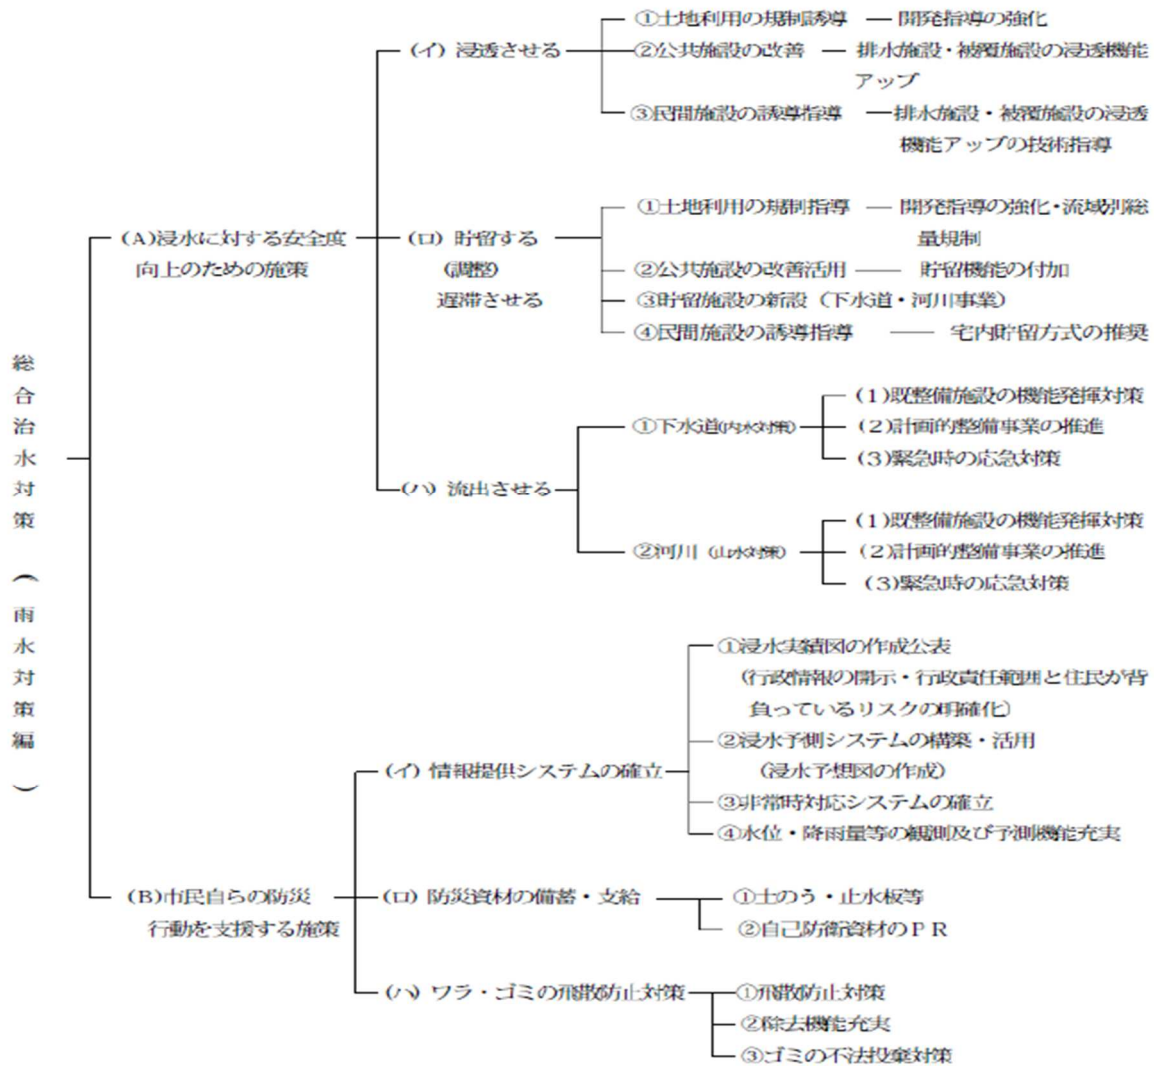 総合治水対策（雨水対策編）
(A)浸水に対する安全度
向上のための施策
(イ) 浸透させる
①土地利用の規制誘導 ― 開発指導の強化
②公共施設の改善 ― 排水施設・被覆施設の浸透機能
アップ
③民間施設の誘導指導 ― 排水施設・被覆施設の浸透
機能アップの技術指導
(ロ) 貯留する
(調整)
遅滞させる
①土地利用の規制指導 ― 開発指導の強化・流域別総
量規制
②公共施設の改善活用 ― 貯留機能の付加
③貯留施設の新設（下水道・河川事業）
④民間施設の誘導指導 ― 宅内貯留方式の推奨
(ハ) 流出させる
①下水道(内水対策)
(1)既整備施設の機能発揮対策
(2)計画的整備事業の推進
(3)緊急時の応急対策
②河川（山水対策）
(1)既整備施設の機能発揮対策
(2)計画的整備事業の推進
(3)緊急時の応急対策
(B)市民自らの防災
行動を支援する施策
(イ) 情報提供システムの確立
①浸水実績図の作成公表
(行政情報の開示・行政責任範囲と住民が背
負っているリスクの明確化)
②浸水予測システムの構築・活用
(浸水予想図の作成)
③非常時対応システムの確立
④水位・降雨量等の観測及び予測機能充実
(ロ) 防災資材の備蓄・支給
①土のう・止水板等
②自己防衛資材のＰＲ
(ハ) ワラ・ゴミの飛散防止対策
①飛散防止対策
②除去機能充実
③ゴミの不法投棄対策